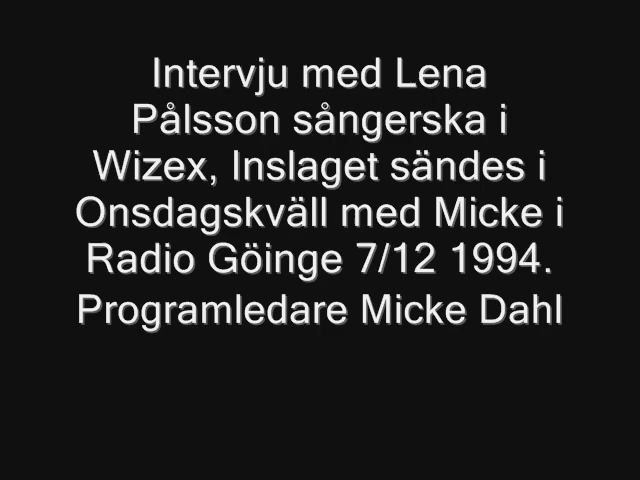 Intervju med Lena
Pålsson sångerska i
Wizex, Inslaget sändes i
Onsdagskväll med Micke i
Radio Göinge 7/12 1994.
Programledare Micke Dahl